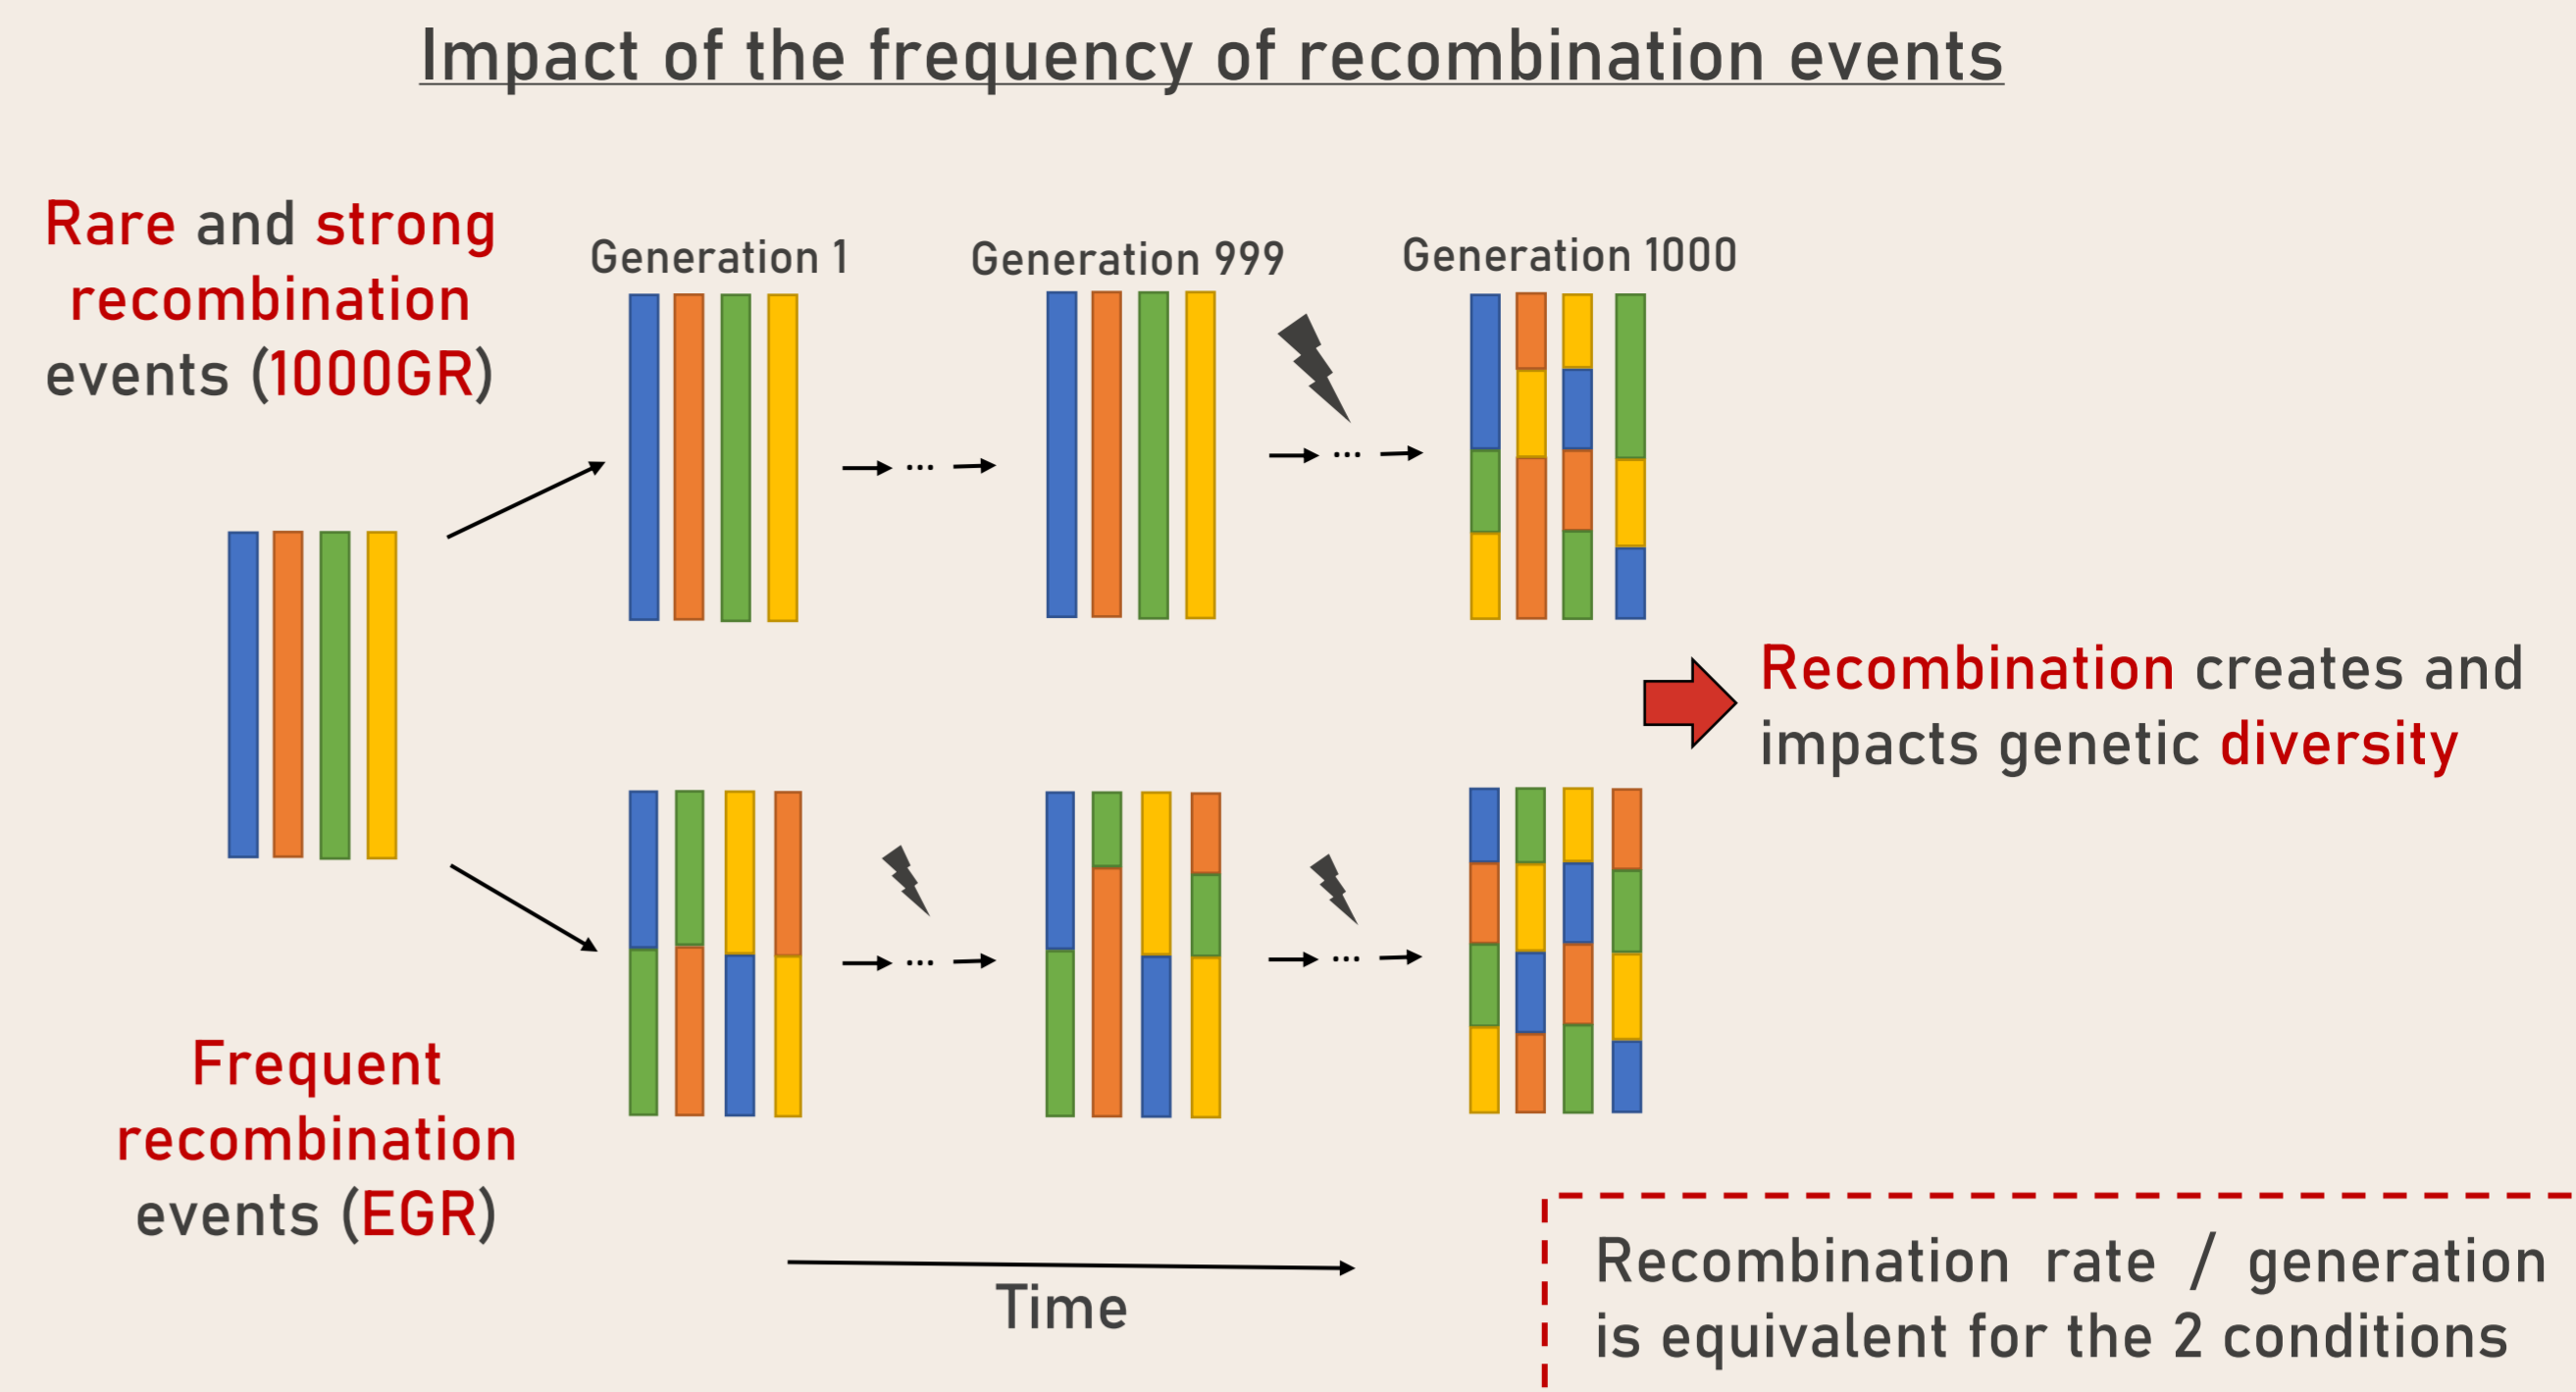 Impact of the frequency of recombination events
Rare and strong
recombination
events (1000GR)
Generation 1
Generation 999
Generation 1000
...
...
Recombination creates and
impacts genetic diversity
...
...
Frequent
recombination
events (EGR)
Time
Recombination rate / generation
is equivalent for the 2 conditions